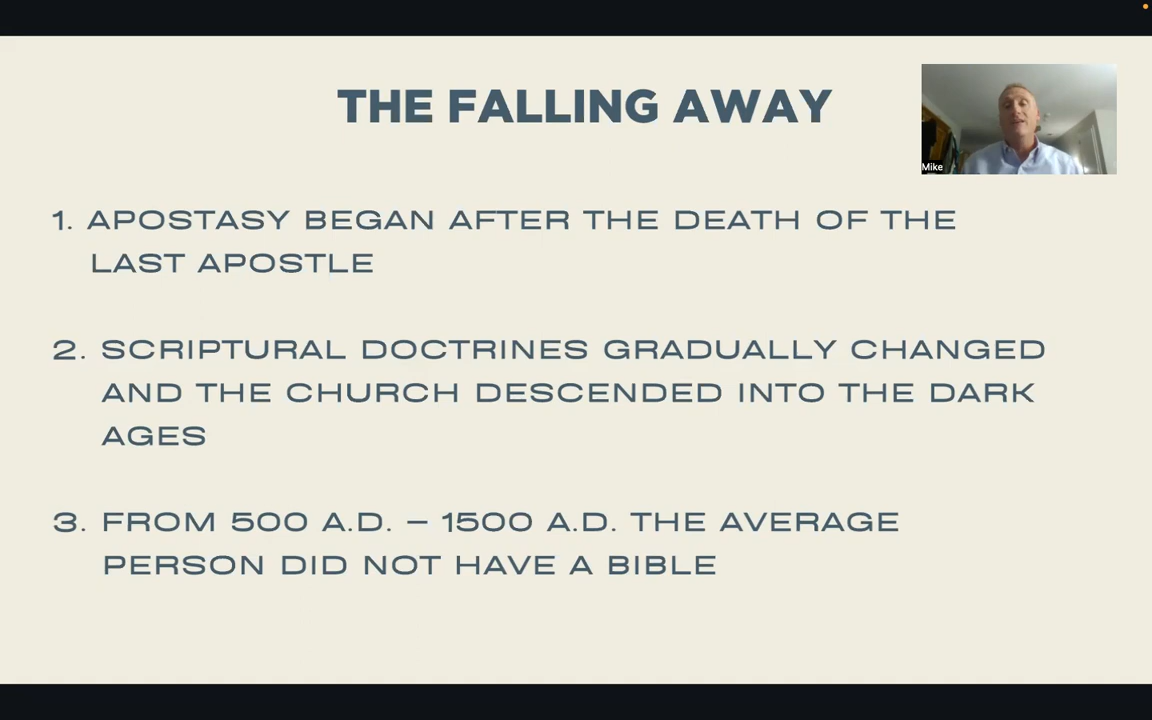 THE FALLING AWAY
Mike
1. APOSTASY BEGAN AFTER THE DEATH OF THE
LAST APOSTLE
2. SCRIPTURAL DOCTRINES GRADUALLY CHANGED
AND THE CHURCH DESCENDED INTO THE DARK
AGES
3. FROM 500 A.D. – 1500 A.D. THE AVERAGE
PERSON DID NOT HAVE A BIBLE